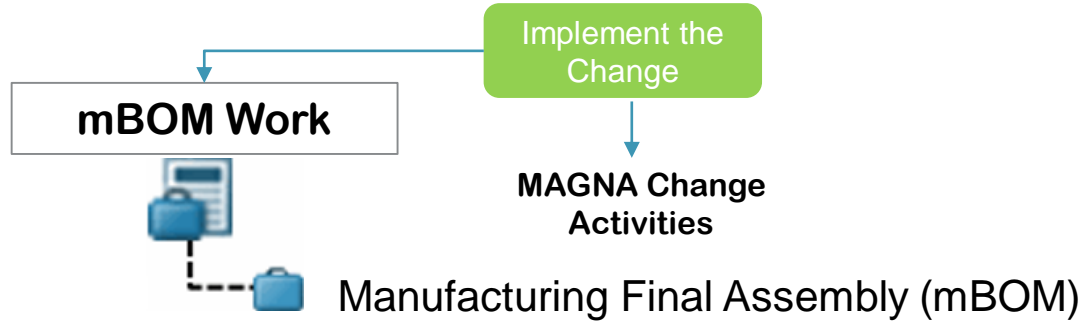 Implement the
Change
mBOM Work
MAGNA Change
Activities
Manufacturing Final Assembly (mBOM)